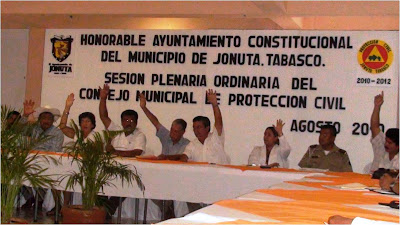 HONORABLE AYUNTAMIENTO CONSTITUCIONAL
DEL MUNICIPIO DE JONUTA. TABASCO.
JONUTA
SESION PLENARIA ORDINARIA DEL
2010 - 2012
CONSEJO MUNICIPAL DE PROTECCION CIVIL
AGOSTO